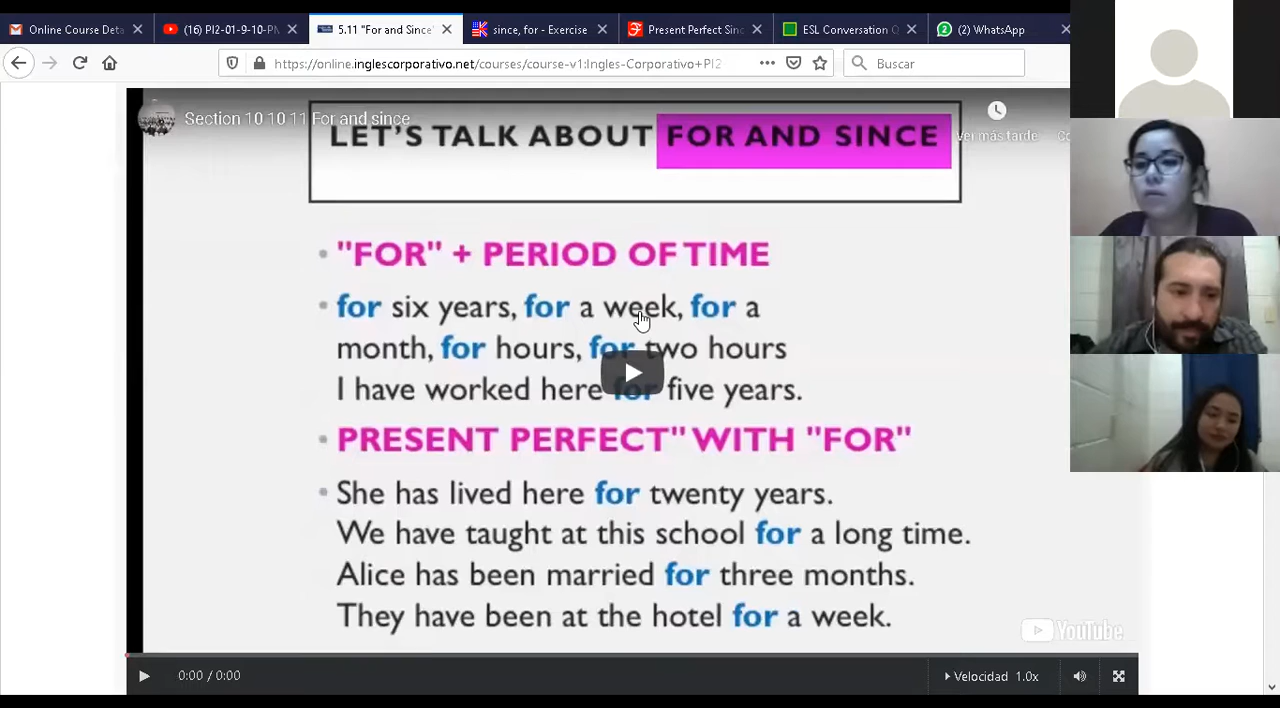 Online Course Deta
(16) PI2-01-9-10-PM
5.11 "For and Since"
since, for - Exercise
Present Perfect Sinc
ESL Conversation Q
(2) WhatsApp
https://online.inglescorporativo.net/courses/course-v1:Ingles-Corporativo+PI2
Buscar
Section 10 10 11 For and since
Ver más tarde
LET'S TALK ABOUT FOR AND SINCE
"FOR" + PERIOD OF TIME
for six years, for a week, for a
month, for hours, for two hours
I have worked here for five years.
PRESENT PERFECT" WITH "FOR"
She has lived here for twenty years.
We have taught at this school for a long time.
Alice has been married for three months.
They have been at the hotel for a week.
YouTube
0:00 / 0:00
Velocidad 1.0x